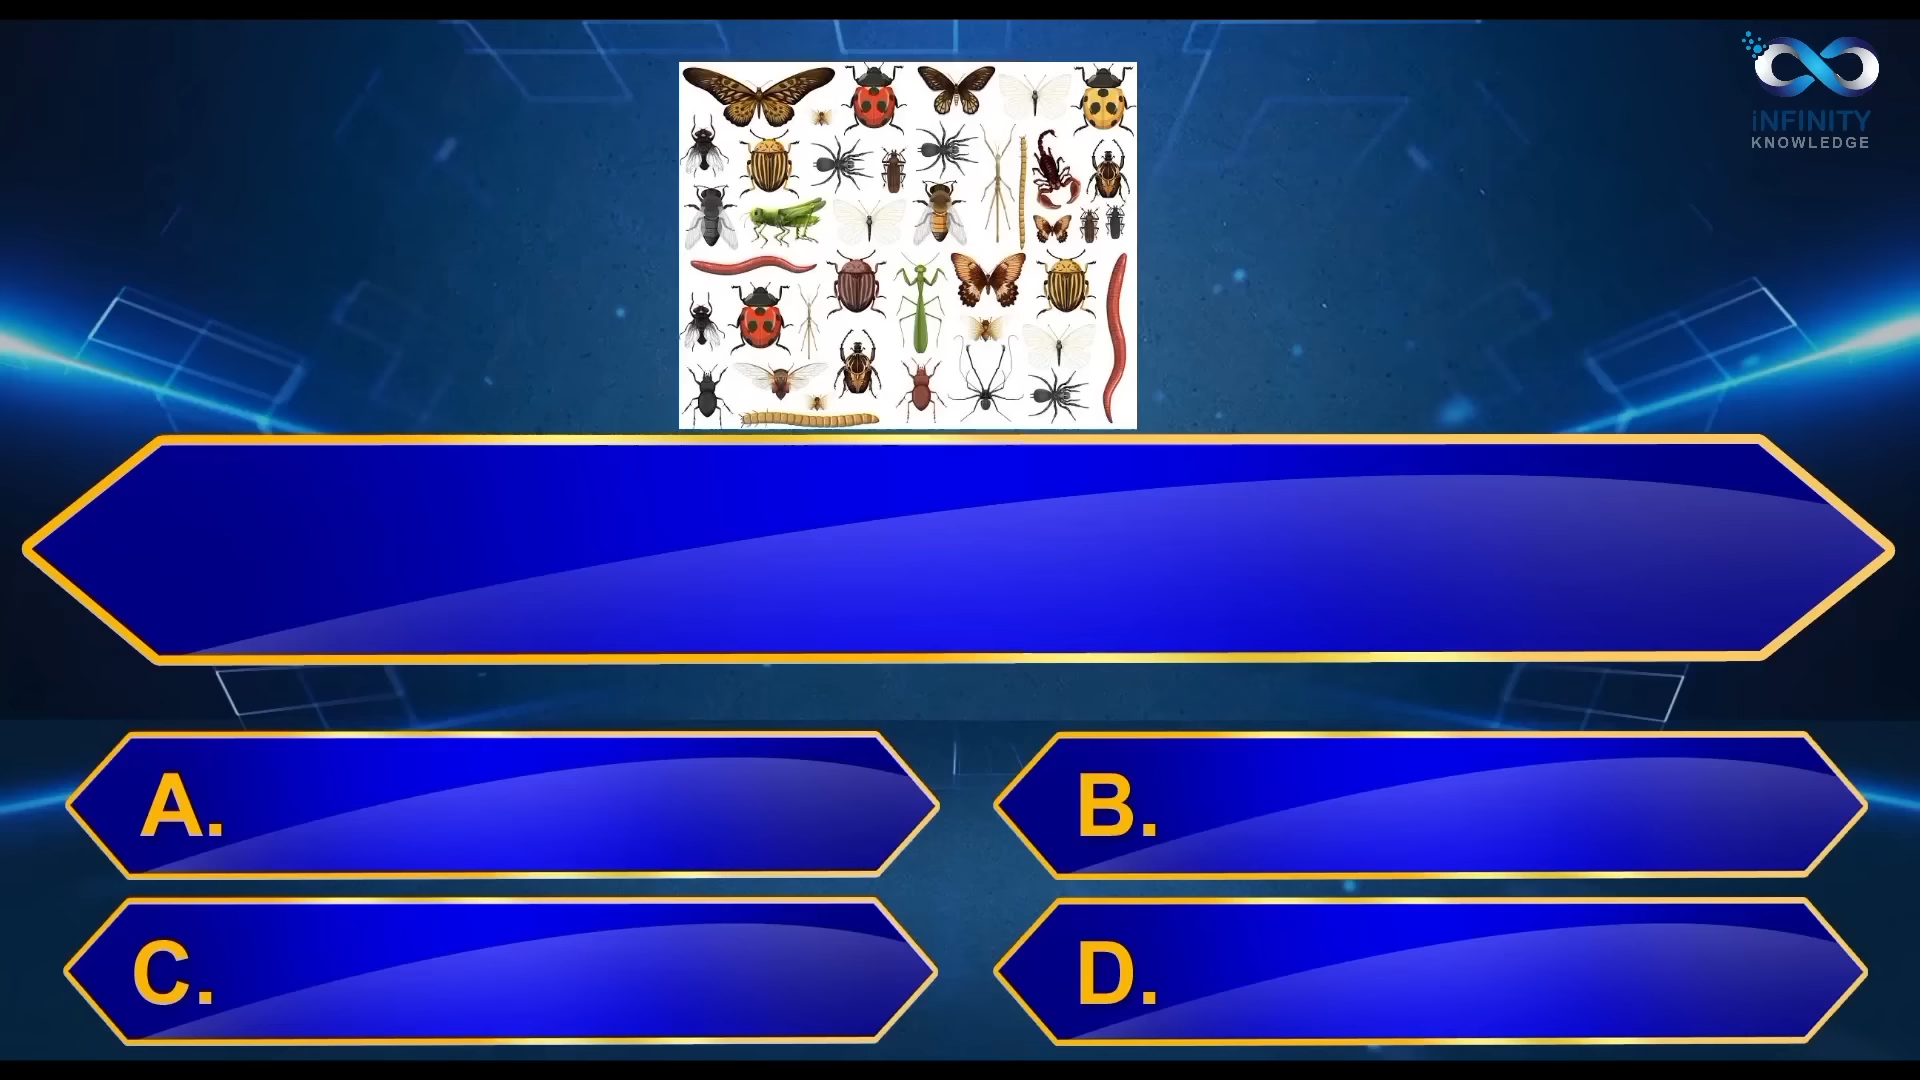 iNFINITY
KNOWLEDGE
A.
B.
C.
D.